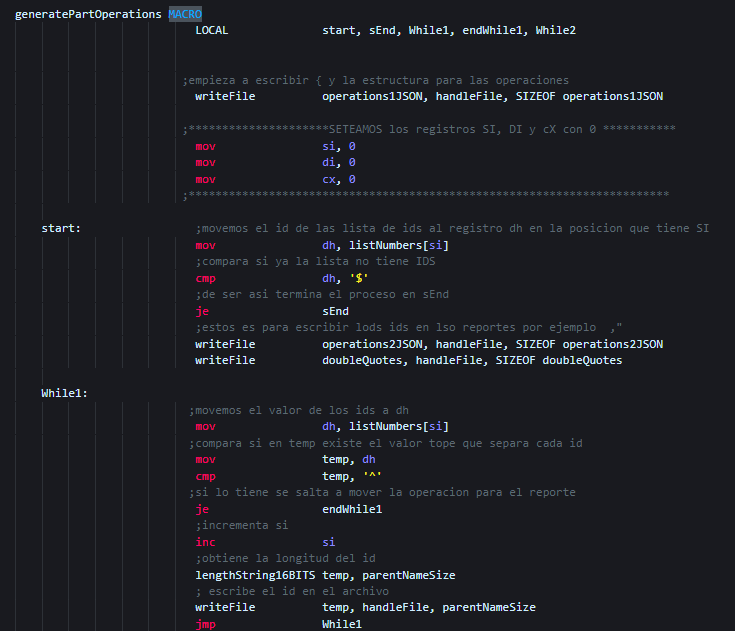 generatePartOperations MACRO
LOCAL start, sEnd, While1, endWhile1, While2
;empieza a escribir { y la estructura para las operaciones
writeFile operations1JSON, handleFile, SIZEOF operations1JSON
;*********************SETEAMOS los registros SI, DI y cX con 0 ***********
mov si, 0
mov di, 0
mov cx, 0
;************************************************************************
start: ;movemos el id de las lista de ids al registro dh en la posicion que tiene SI
mov dh, listNumbers[si]
;compara si ya la lista no tiene IDS
cmp dh, '$'
;de ser asi termina el proceso en sEnd
je sEnd
;estos es para escribir lods ids en lso reportes por ejemplo ,"
writeFile operations2JSON, handleFile, SIZEOF operations2JSON
writeFile doubleQuotes, handleFile, SIZEOF doubleQuotes
While1:
;movemos el valor de los ids a dh
mov dh, listNumbers[si]
;compara si en temp existe el valor tope que separa cada id
mov temp, dh
cmp temp, '^'
;si lo tiene se salta a mover la operacion para el reporte
je endWhile1
;incrementa si
inc si
;obtiene la longitud del id
lengthString16BITS temp, parentNameSize
; escribe el id en el archivo
writeFile temp, handleFile, parentNameSize
jmp While1